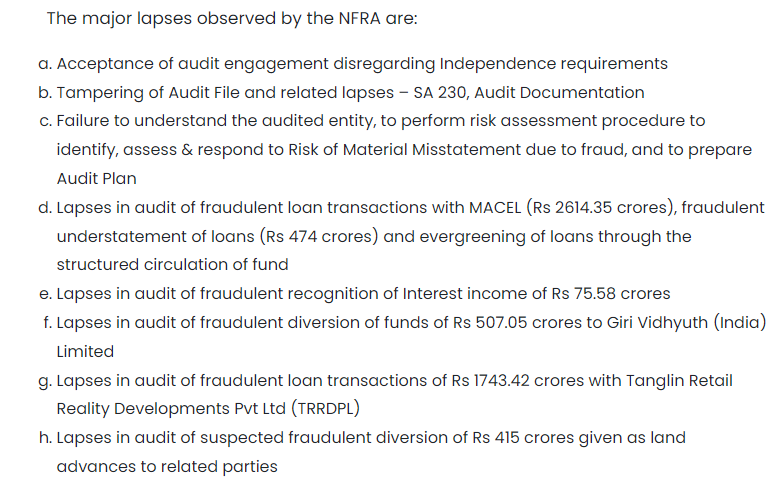 The major lapses observed by the NFRA are:
a. Acceptance of audit engagement disregarding Independence requirements
b. Tampering of Audit File and related lapses – SA 230, Audit Documentation
c. Failure to understand the audited entity, to perform risk assessment procedure to
identify, assess & respond to Risk of Material Misstatement due to fraud, and to prepare
Audit Plan
d. Lapses in audit of fraudulent loan transactions with MACEL (Rs 2614.35 crores), fraudulent
understatement of loans (Rs 474 crores) and evergreening of loans through the
structured circulation of fund
e. Lapses in audit of fraudulent recognition of Interest income of Rs 75.58 crores
f. Lapses in audit of fraudulent diversion of funds of Rs 507.05 crores to Giri Vidhyuth (India)
Limited
g. Lapses in audit of fraudulent loan transactions of Rs 1743.42 crores with Tanglin Retail
Reality Developments Pvt Ltd (TRRDPL)
h. Lapses in audit of suspected fraudulent diversion of Rs 415 crores given as land
advances to related parties